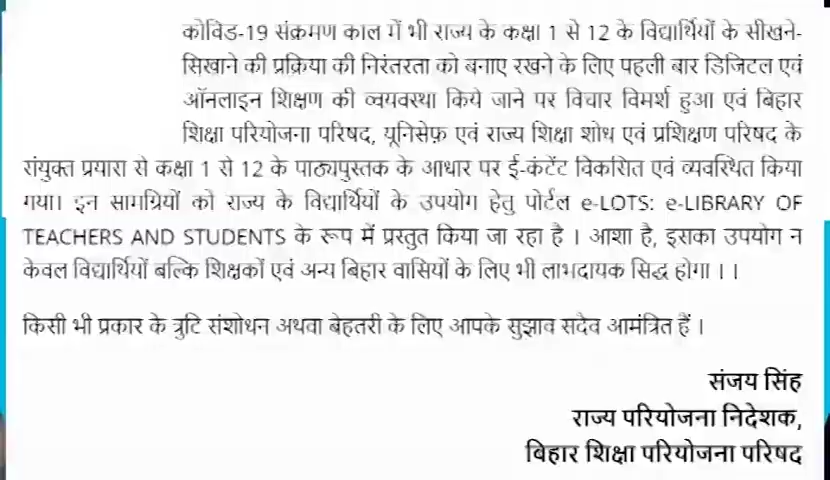 कोविड-19 संक्रमण काल में भी राज्य के कक्षा 1 से 12 के विद्यार्थियों के सीखने-
सिखाने की प्रक्रिया की निरंतरता को बनाए रखने के लिए पहली बार डिजिटल एवं
ऑनलाइन शिक्षण की व्वयवस्था किये जाने पर विचार विमर्श हुआ एवं बिहार
शिक्षा परियोजना परिषद, यूनिसेफ़ एवं राज्य शिक्षा शोध एवं प्रशिक्षण परिषद के
संयुक्त प्रयास से कक्षा 1 से 12 के पाठ्यपुस्तक के आधार पर ई-कंटेंट विकसित एवं व्यवस्थित किया
गया। इन सामग्रियों को राज्य के विद्यार्थियों के उपयोग हेतु पोर्टल e-LOTS: e-LIBRARY OF
TEACHERS AND STUDENTS के रूप में प्रस्तुत किया जा रहा है । आशा है, इसका उपयोग न
केवल विद्यार्थियों बल्कि शिक्षकों एवं अन्य बिहार वासियों के लिए भी लाभदायक सिद्ध होगा । ।
किसी भी प्रकार के त्रुटि संशोधन अथवा बेहतरी के लिए आपके सुझाव सदैव आमंत्रित हैं ।
संजय सिंह
राज्य परियोजना निदेशक,
बिहार शिक्षा परियोजना परिषद